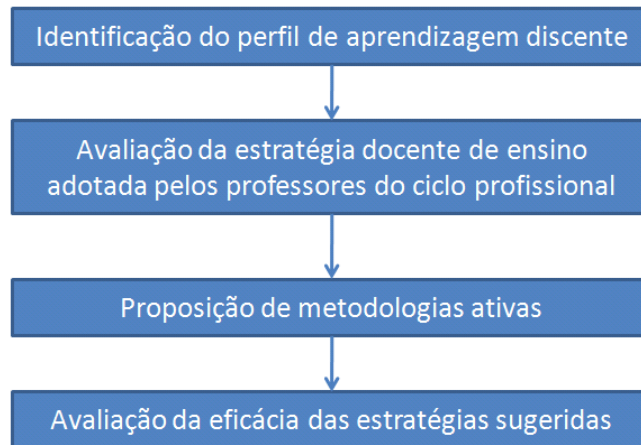 Identificação do perfil de aprendizagem discente
Avaliação da estratégia docente de ensino
adotada pelos professores do ciclo profissional
Proposição de metodologias ativas
Avaliação da eficácia das estratégias sugeridas